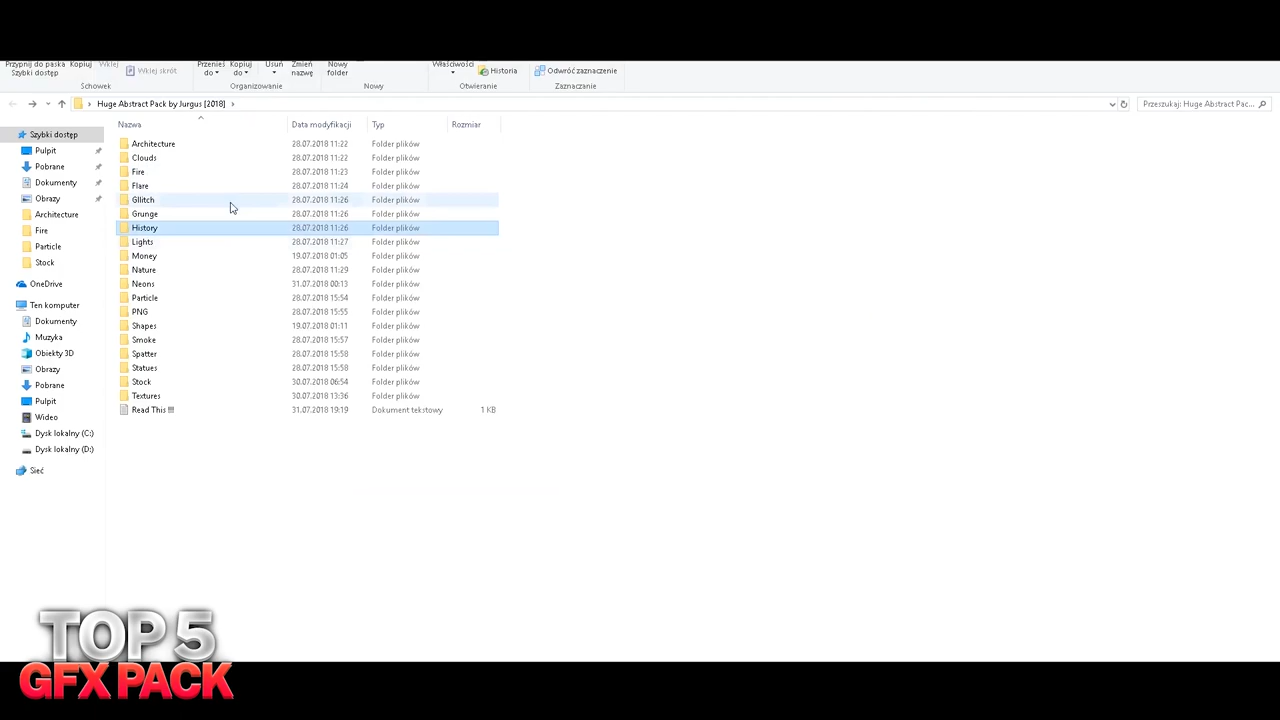 Przypnij do paska Kopiuj Wklej
Szybki dostęp
Wklej skrót
Przenieś Kopiuj Usuń Zmień Nowy
do do nazwę folder
Właściwości
Historia
Odwróć zaznaczenie
Schowek Organizowanie Nowy Otwieranie Zaznaczanie
Huge Abstract Pack by Jurgus [2018]
Przeszukaj: Huge Abstract Pac...
Nazwa Data modyfikacji Typ Rozmiar
Szybki dostęp
Pulpit
Pobrane
Dokumenty
Obrazy
Architecture
Fire
Particle
Stock
OneDrive
Ten komputer
Dokumenty
Muzyka
Obiekty 3D
Obrazy
Pobrane
Pulpit
Wideo
Dysk lokalny (C:)
Dysk lokalny (D:)
Sieć
Architecture 28.07.2018 11:22 Folder plików
Clouds 28.07.2018 11:22 Folder plików
Fire 28.07.2018 11:23 Folder plików
Flare 28.07.2018 11:24 Folder plików
Gllitch 28.07.2018 11:26 Folder plików
Grunge 28.07.2018 11:26 Folder plików
History 28.07.2018 11:26 Folder plików
Lights 28.07.2018 11:27 Folder plików
Money 19.07.2018 01:05 Folder plików
Nature 28.07.2018 11:29 Folder plików
Neons 31.07.2018 00:13 Folder plików
Particle 28.07.2018 15:54 Folder plików
PNG 28.07.2018 15:55 Folder plików
Shapes 19.07.2018 01:11 Folder plików
Smoke 28.07.2018 15:57 Folder plików
Spatter 28.07.2018 15:58 Folder plików
Statues 28.07.2018 15:58 Folder plików
Stock 30.07.2018 06:54 Folder plików
Textures 30.07.2018 13:36 Folder plików
Read This !!! 31.07.2018 19:19 Dokument tekstowy 1 KB
TOP 5
GFX PACK